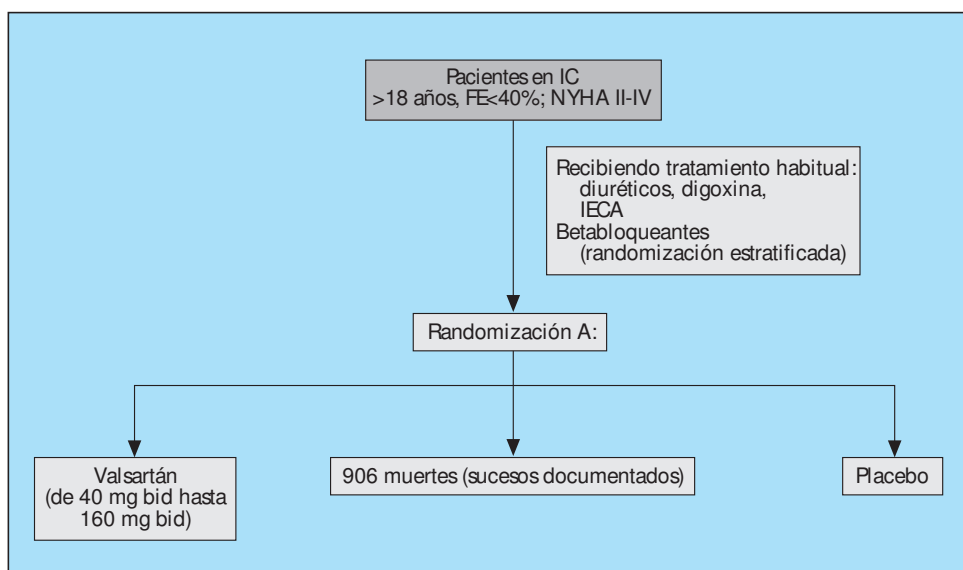 Pacientes en IC
>18 años, FE<40%; NYHA II-IV
Recibiendo tratamiento habitual:
diuréticos, digoxina,
IECA
Betabloqueantes
(randomización estratificada)
Randomización A:
Valsartán
(de 40 mg bid hasta
160 mg bid)
906 muertes (sucesos documentados)
Placebo